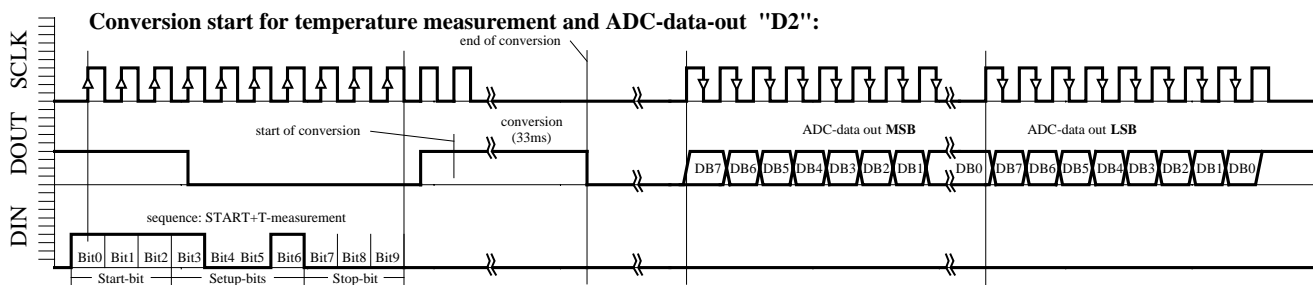 Conversion start for temperature measurement and ADC-data-out "D2":
end of conversion
SCLK
start of conversion
conversion
(33ms)
ADC-data out MSB
ADC-data out LSB
DOUT
DB7 DB6 DB5 DB4 DB3 DB2 DB1 DB0 DB7 DB6 DB5 DB4 DB3 DB2 DB1 DB0
sequence: START+T-measurement
DIN
Bit0 Bit1 Bit2 Bit3 Bit4 Bit5 Bit6 Bit7 Bit8 Bit9
Start-bit Setup-bits Stop-bit